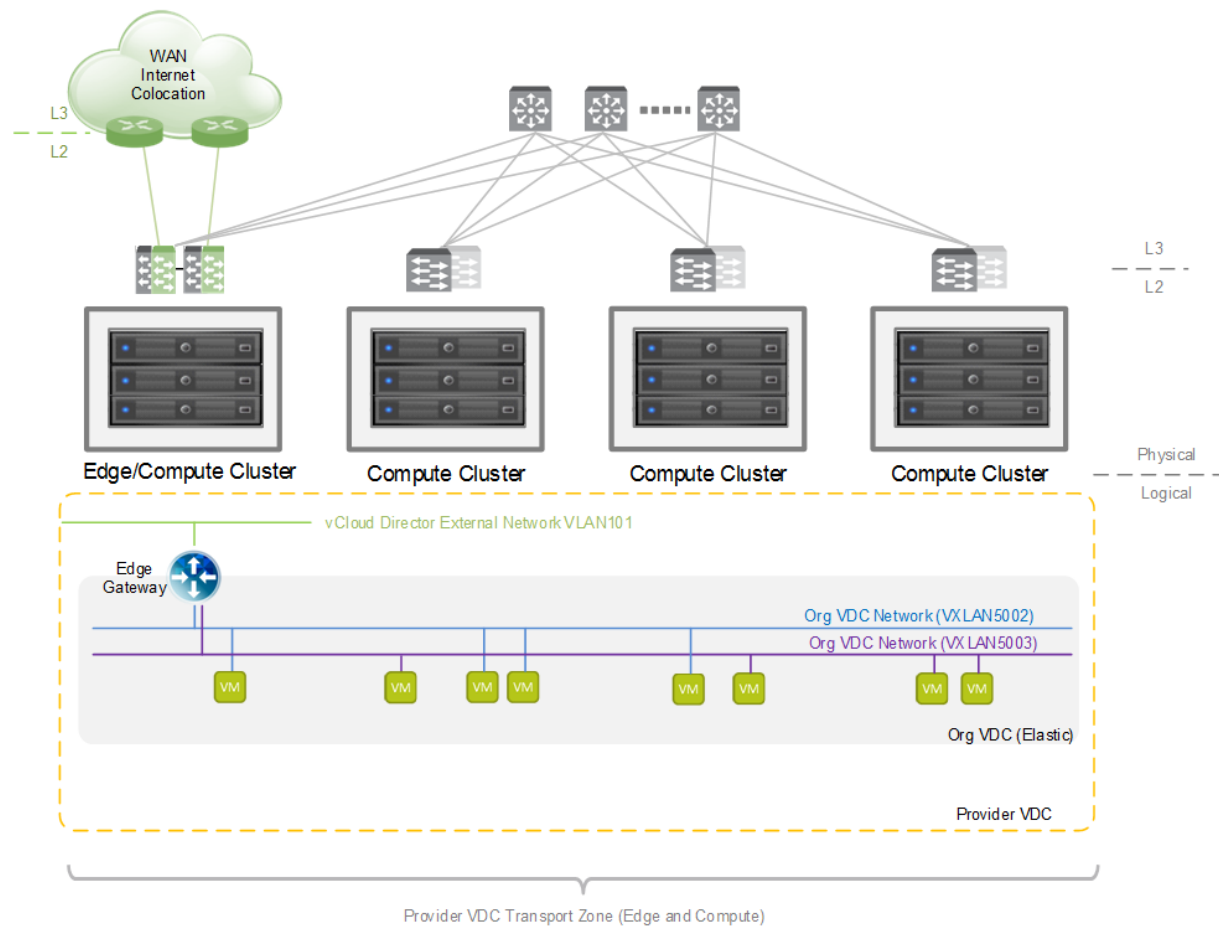 WAN
Internet
Colocation
L3
L2
L3
L2
Edge/Compute Cluster
Compute Cluster
Compute Cluster
Compute Cluster
Physical
Logical
vCloud Director External Network VLAN101
Edge
Gateway
Org VDC Network (VXLAN5002)
Org VDC Network (VXLAN5003)
VM
VM
VM
VM
VM
VM
VM
VM
Org VDC (Elastic)
Provider VDC
Provider VDC Transport Zone (Edge and Compute)